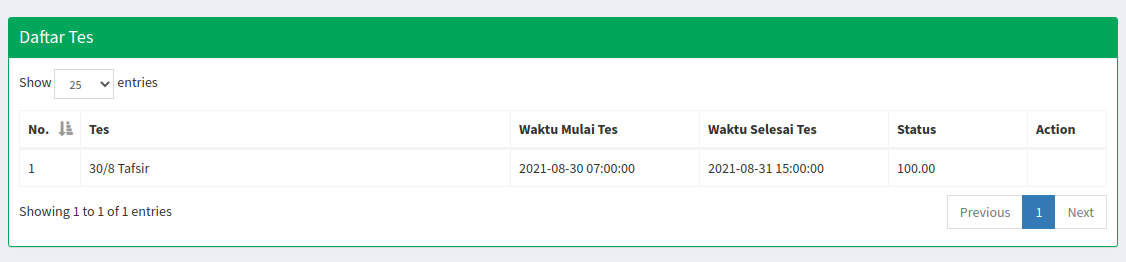 Daftar Tes
Show 25 entries
No. Tes Waktu Mulai Tes Waktu Selesai Tes Status Action
1 30/8 Tafsir 2021-08-30 07:00:00 2021-08-31 15:00:00 100.00
Showing 1 to 1 of 1 entries Previous 1 Next